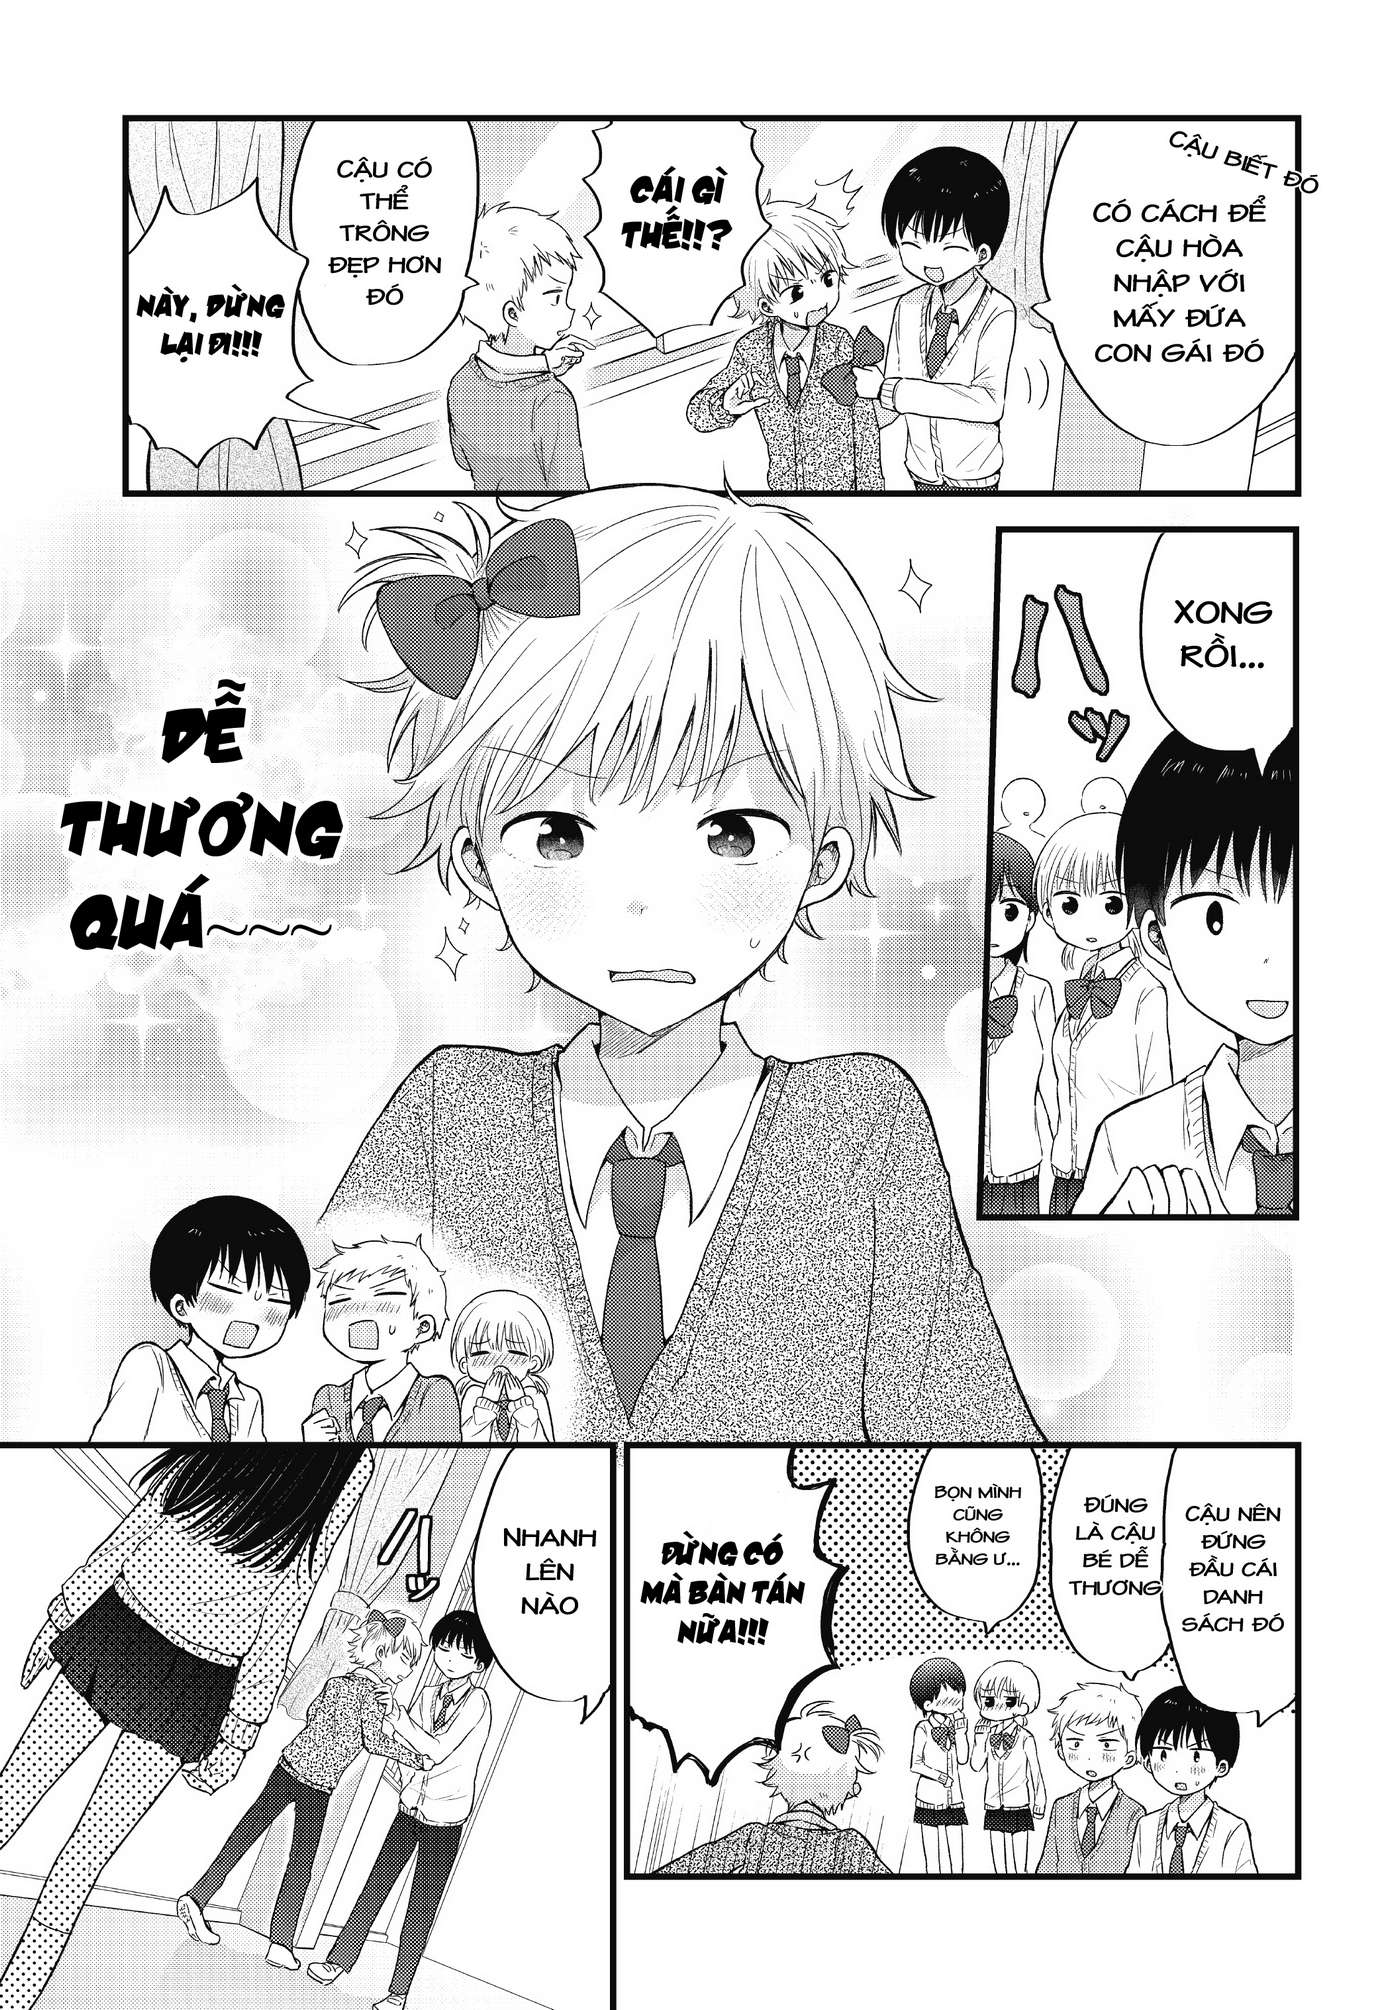 CẬU BIẾT ĐÓ
CÓ CÁCH ĐỂ
CẬU HÒA
NHẬP VỚI
MẤY ĐỨA
CON GÁI ĐÓ
CÁI GÌ
THẾ!!!?
CẬU CÓ
THỂ
TRÔNG
ĐẸP HƠN
ĐÓ
NÀY, DỪNG
LẠI ĐI!!!
XONG
RỒI...
ハッ
DỄ
THƯƠNG
QUÁ~~~
CẬU NÊN
ĐỨNG
ĐẦU CÁI
DANH
SÁCH ĐÓ
ĐÚNG
LÀ CẬU
BÉ DỄ
THƯƠNG
BỌN MÌNH
CŨNG
KHÔNG
BẰNG Ư...
ĐỪNG CÓ
MÀ BÀN TÁN
NỮA!!!
NHANH
LÊN
NÀO